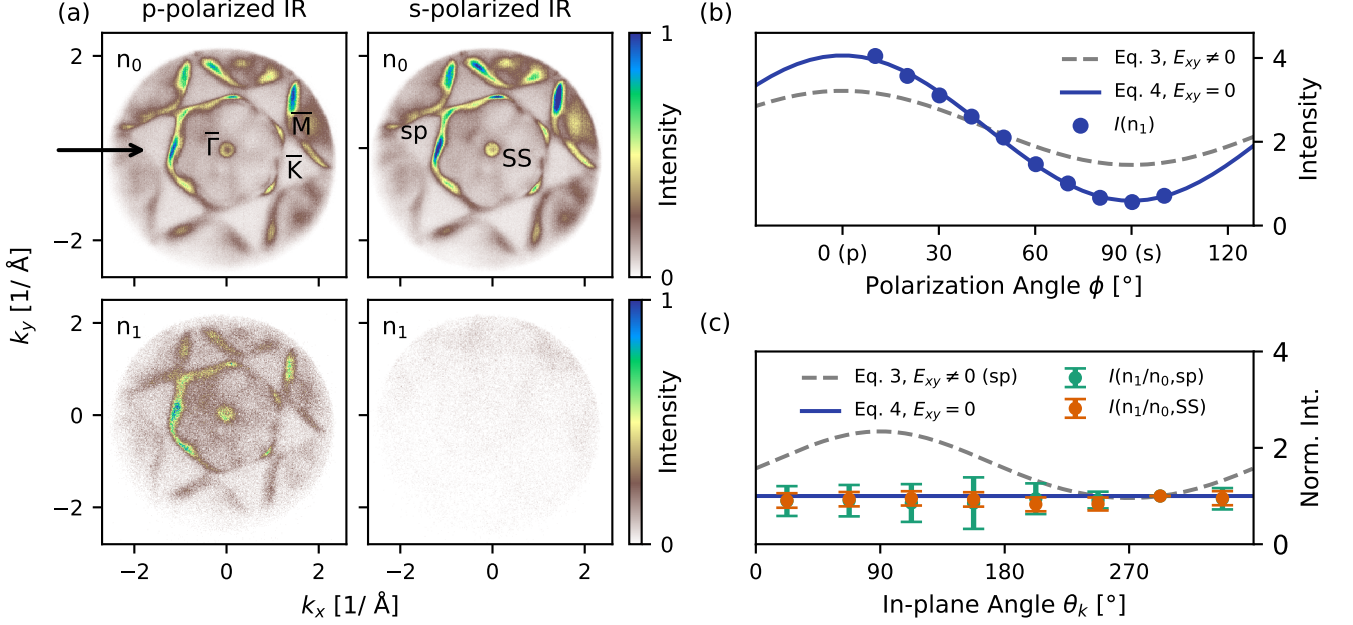 (a)
p-polarized IR
s-polarized IR
n0
n0
Γ
M
K
sp
SS
2
0
−2
1
0
Intensity
n1
n1
2
0
−2
1
0
Intensity
−2 0 2
−2 0 2
ky [1/ Å]
kx [1/ Å]
(b)
Eq. 3, Exy ≠ 0
Eq. 4, Exy = 0
I(n1)
4
2
0
Intensity
0 (p) 30 60 90 (s) 120
Polarization Angle ϕ [°]
(c)
Eq. 3, Exy ≠ 0 (sp)
Eq. 4, Exy = 0
I(n1/n0,sp)
I(n1/n0,SS)
4
2
0
Norm. Int.
0 90 180 270
In-plane Angle θk [°]